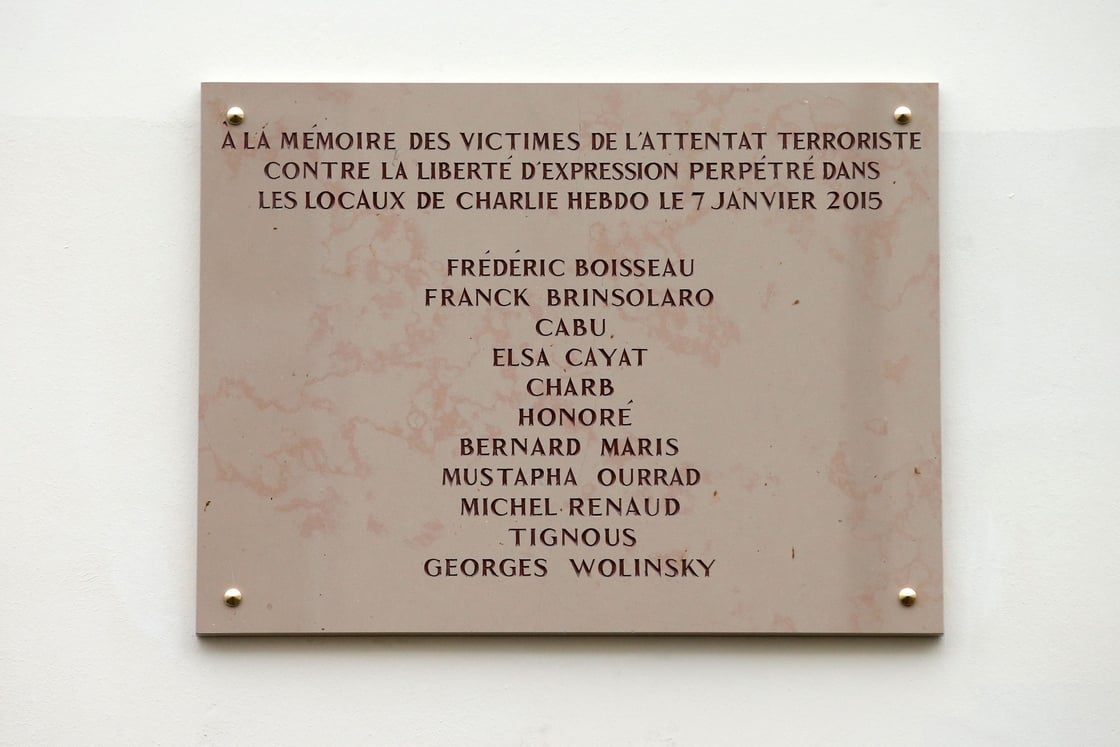 À LA MÉMOIRE DES VICTIMES DE L'ATTENTAT TERRORISTE
CONTRE LA LIBERTÉ D'EXPRESSION PERPÉTRÉ DANS
LES LOCAUX DE CHARLIE HEBDO LE 7 JANVIER 2015
FRÉDÉRIC BOISSEAU
FRANCK BRINSOLARO
CABU
ELSA CAYAT
CHARB
HONORÉ
BERNARD MARIS
MUSTAPHA OURRAD
MICHEL RENAUD
TIGNOUS
GEORGES WOLINSKY